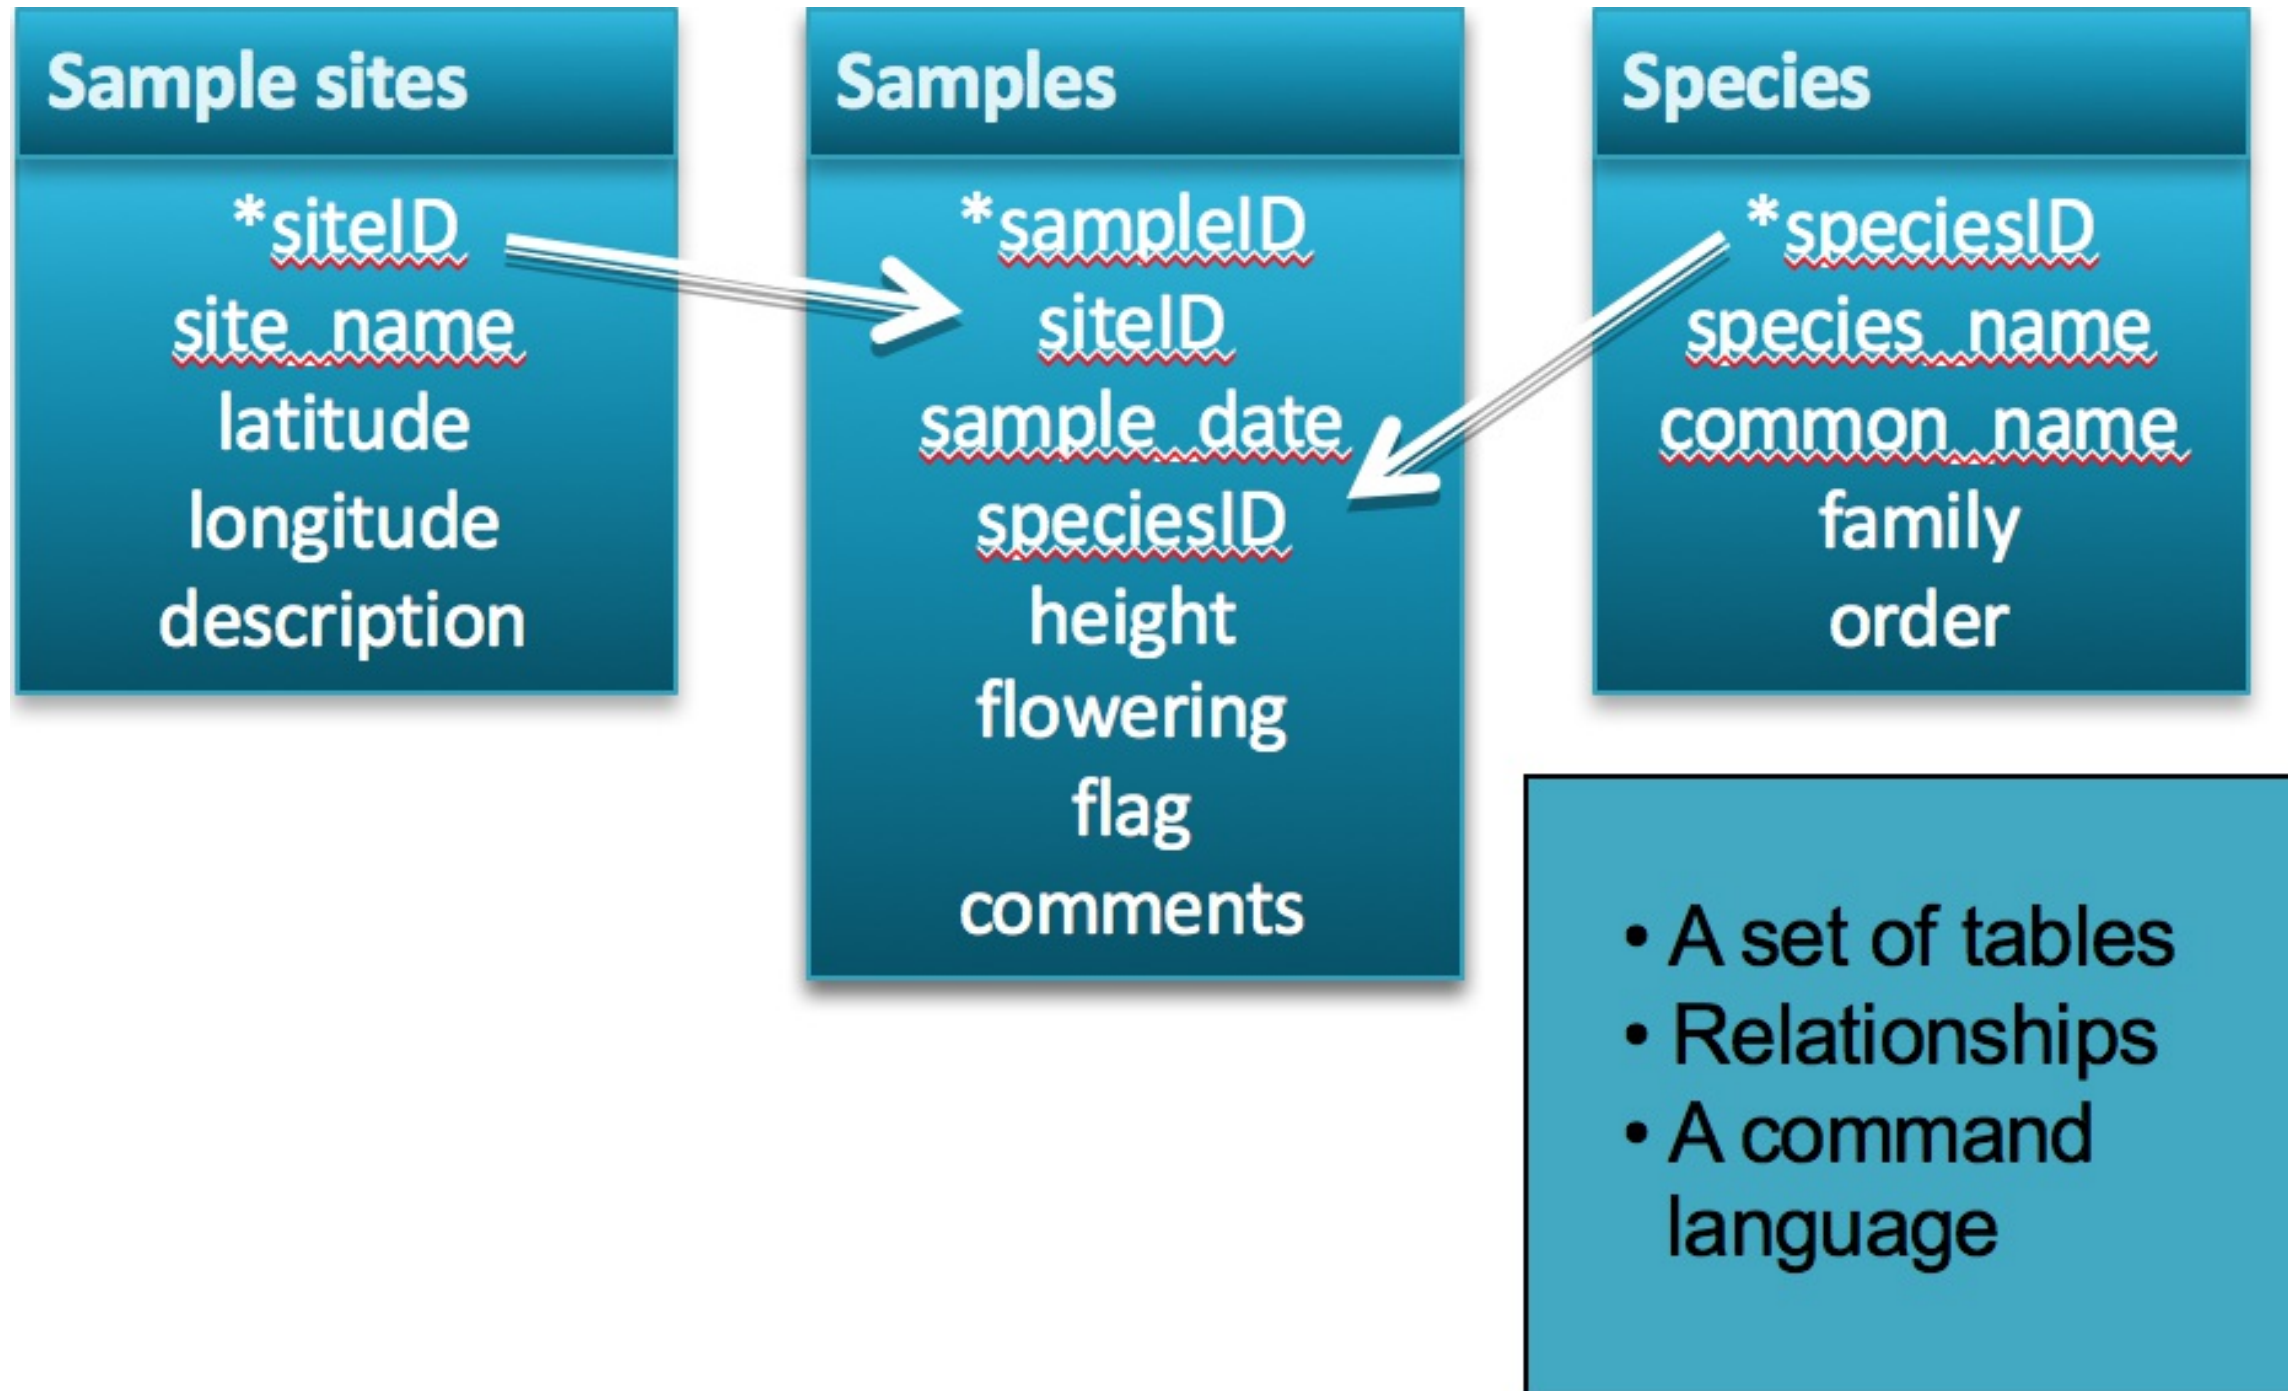 Sample sites
*siteID
site_name
latitude
longitude
description
Samples
*sampleID
siteID
sample_date
speciesID
height
flowering
flag
comments
Species
*speciesID
species_name
common_name
family
order
• A set of tables
• Relationships
• A command
language